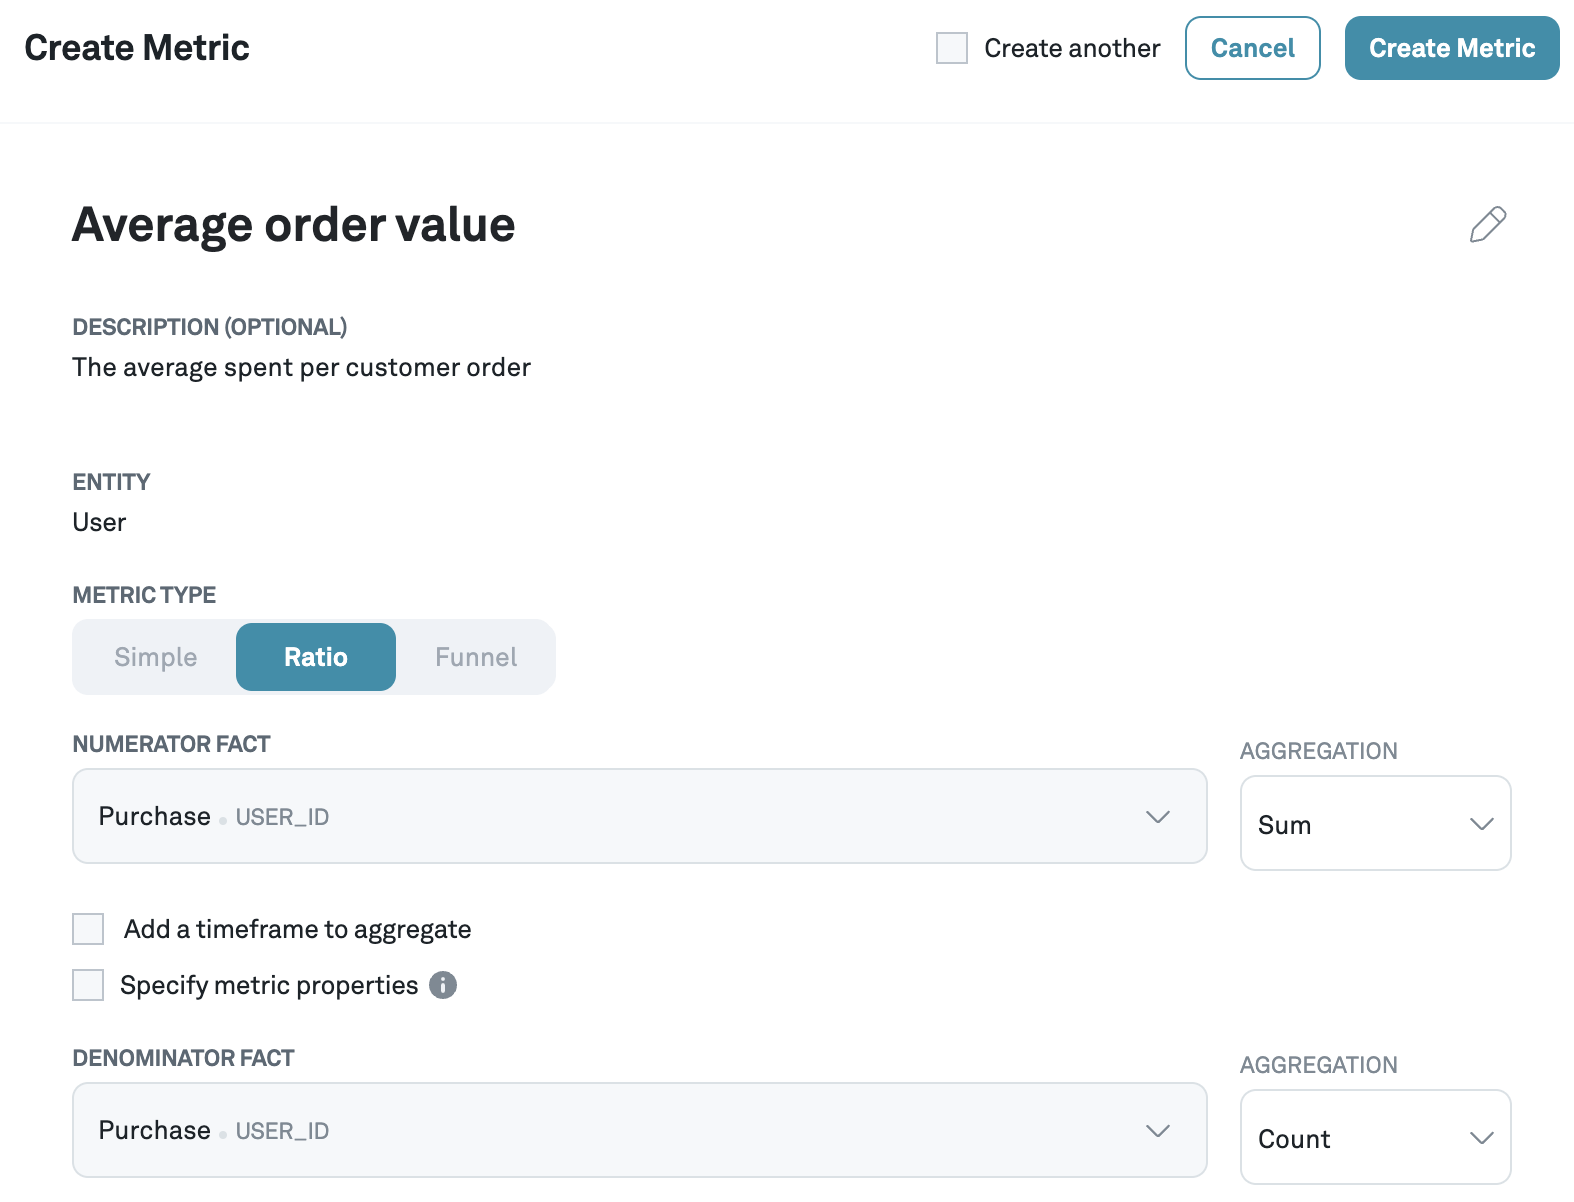 Create Metric
Create another
Cancel
Create Metric
Average order value
DESCRIPTION (OPTIONAL)
The average spent per customer order
ENTITY
User
METRIC TYPE
Simple
Ratio
Funnel
NUMERATOR FACT
AGGREGATION
Purchase • USER_ID
Sum
Add a timeframe to aggregate
Specify metric properties
DENOMINATOR FACT
AGGREGATION
Purchase • USER_ID
Count